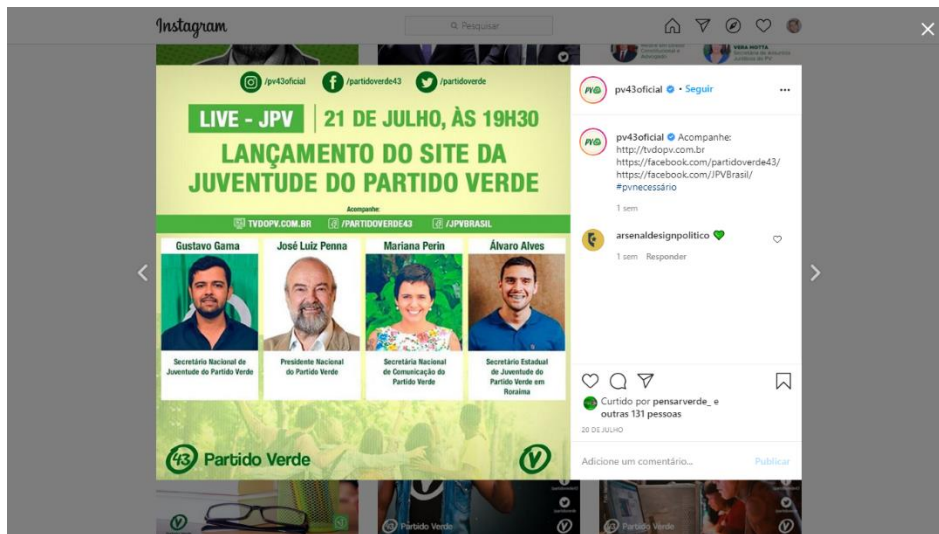 Instagram
Pesquisar
VERA MOTTA
/pv43oficial
/partidoverde43
/partidoverde
LIVE - JPV
21 DE JULHO, ÀS 19H30
LANÇAMENTO DO SITE DA
JUVENTUDE DO PARTIDO VERDE
Acompanhe:
TVDOPV.COM.BR
/PARTIDOVERDE43
/JPVBRASIL
Gustavo Gama
José Luiz Penna
Mariana Perin
Álvaro Alves
Secretário Nacional de
Juventude do Partido Verde
Presidente Nacional
do Partido Verde
Secretária Nacional
de Comunicação do
Partido Verde
Secretário Estadual
de Juventude do
Partido Verde em
Roraima
43 Partido Verde
V
PV
pv43oficial • Seguir
PV
pv43oficial Acompanhe:
http://tvdopv.com.br
https://facebook.com/partidoverde43/
https://facebook.com/JPVBrasil/
#pvnecessário
1 sem
arsenaldesignpolitico
1 sem Responder
Curtido por pensarverde_ e
outras 131 pessoas
20 DE JULHO
Adicione um comentário...
Publicar
43 Partido Verde
43 Partido Verde